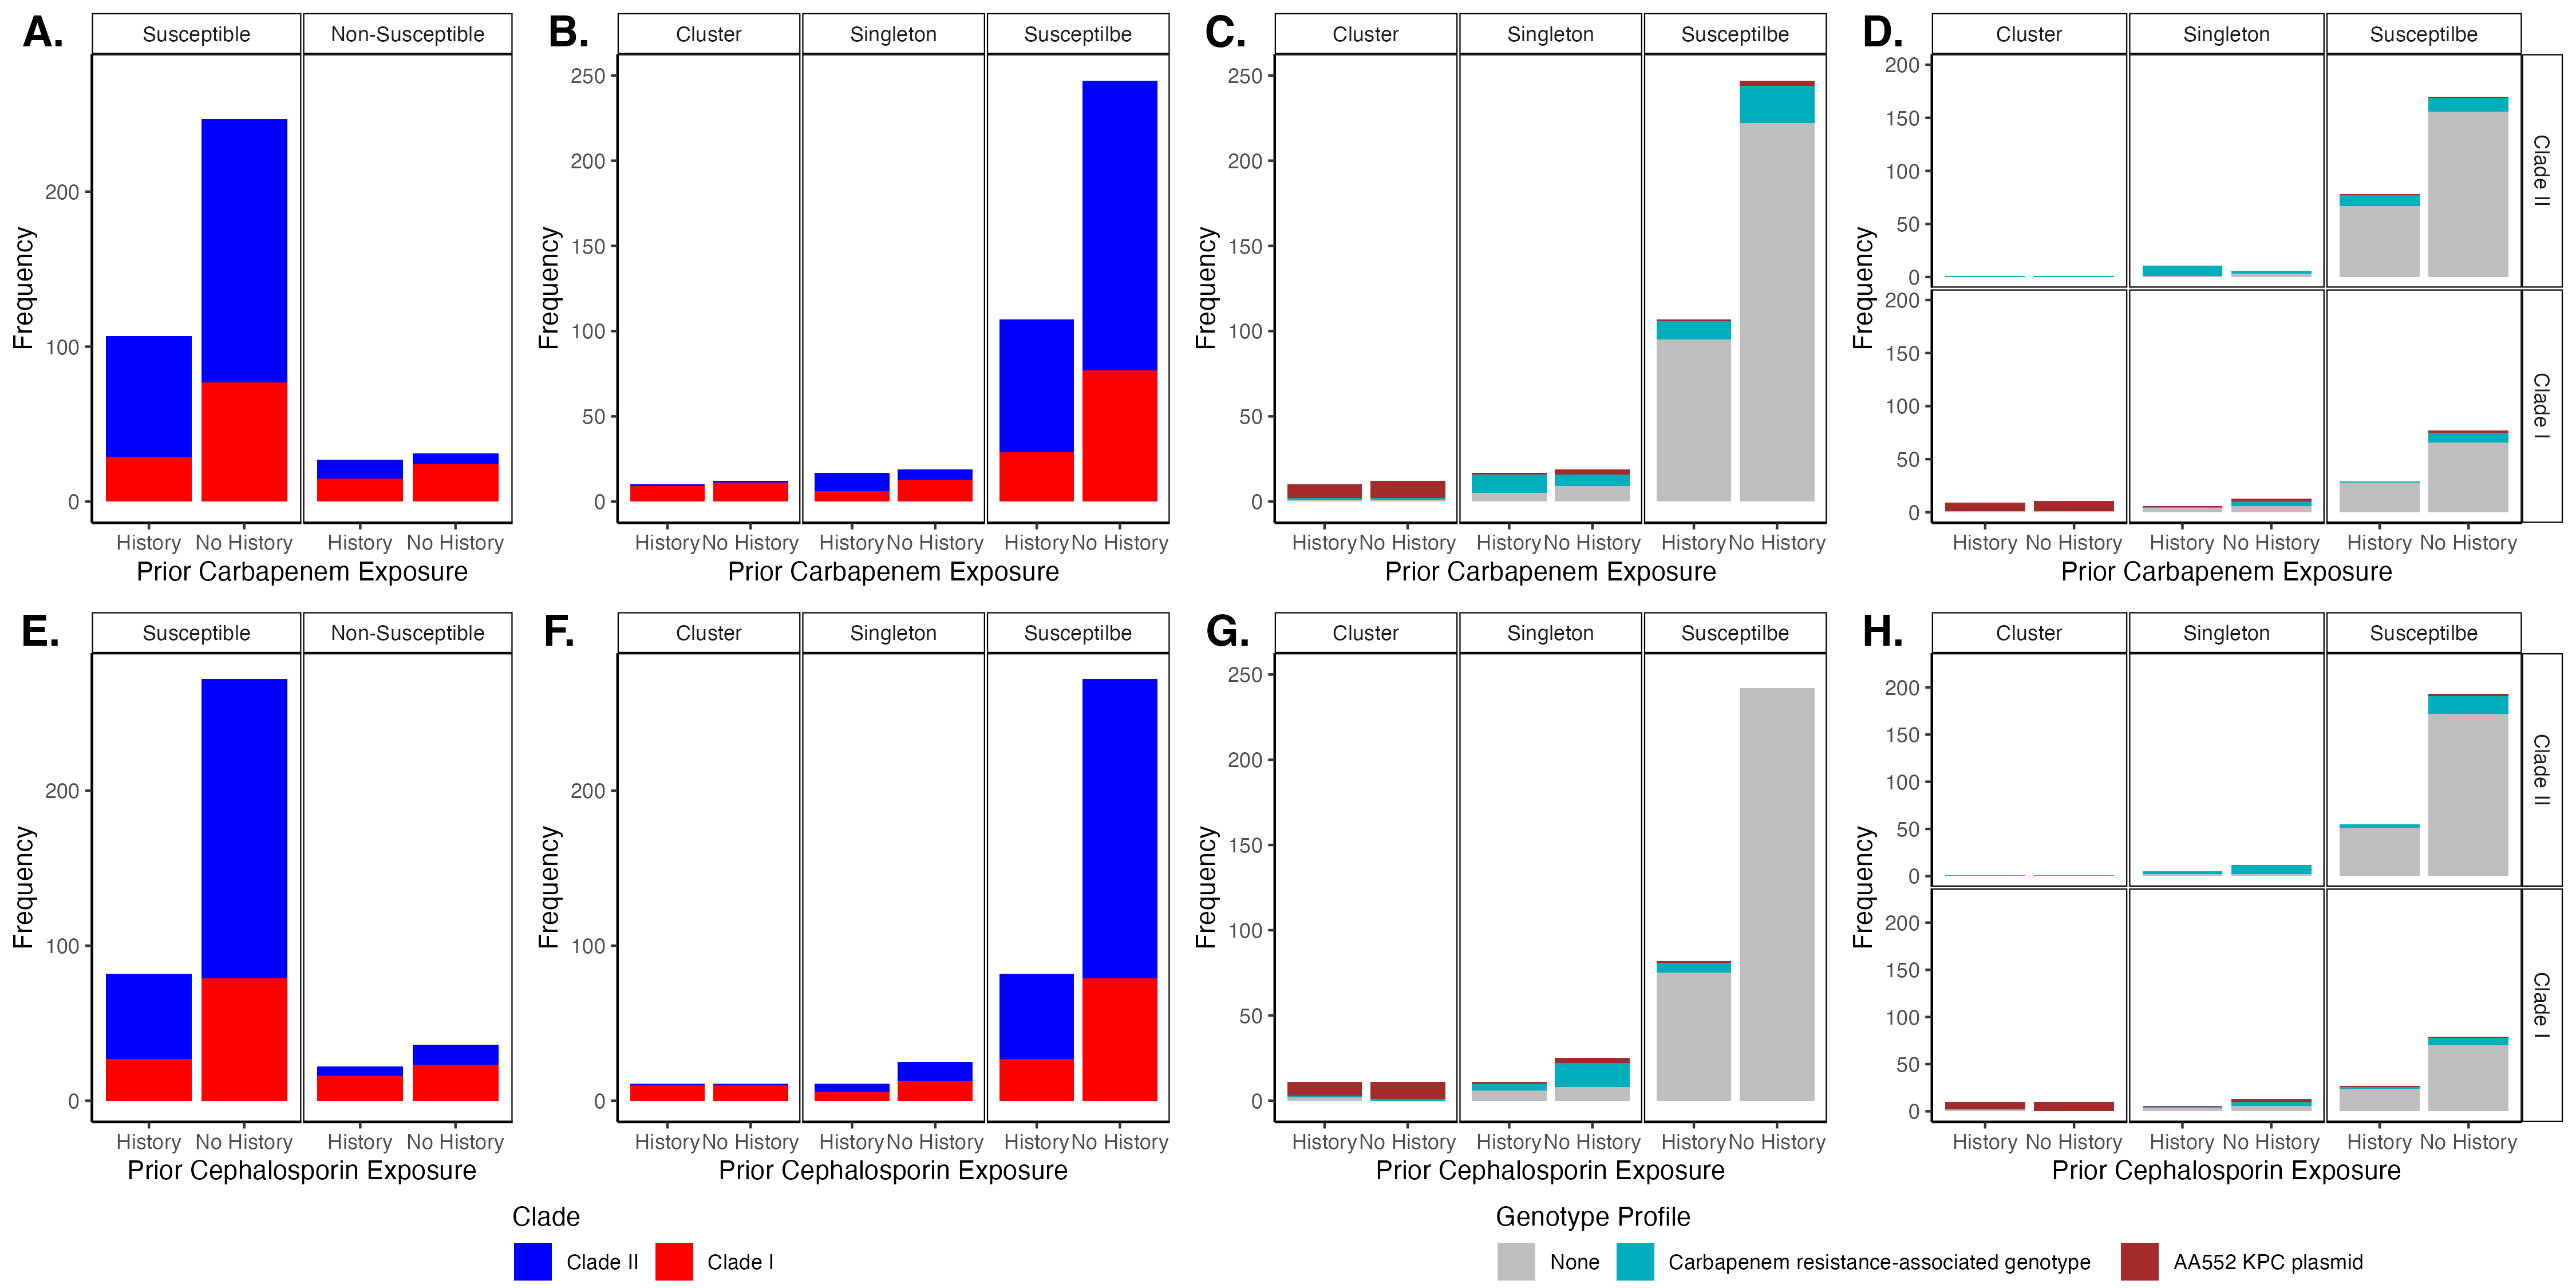 A.
Susceptible
Non-Susceptible
Frequency
200
100
0
History
No History
History
No History
Prior Carbapenem Exposure
B.
Cluster
Singleton
Susceptilbe
Frequency
250
200
150
100
50
0
History
No History
History
No History
History
No History
Prior Carbapenem Exposure
C.
Cluster
Singleton
Susceptilbe
Frequency
250
200
150
100
50
0
History
No History
History
No History
History
No History
Prior Carbapenem Exposure
D.
Cluster
Singleton
Susceptilbe
Frequency
200
150
100
50
0
Clade II
200
150
100
50
0
Clade I
History
No History
History
No History
History
No History
Prior Carbapenem Exposure
E.
Susceptible
Non-Susceptible
Frequency
200
100
0
History
No History
History
No History
Prior Cephalosporin Exposure
F.
Cluster
Singleton
Susceptilbe
Frequency
200
100
0
History
No History
History
No History
History
No History
Prior Cephalosporin Exposure
G.
Cluster
Singleton
Susceptilbe
Frequency
250
200
150
100
50
0
History
No History
History
No History
History
No History
Prior Cephalosporin Exposure
H.
Cluster
Singleton
Susceptilbe
Frequency
200
150
100
50
0
Clade II
200
150
100
50
0
Clade I
History
No History
History
No History
History
No History
Prior Cephalosporin Exposure
Clade
Clade II
Clade I
Genotype Profile
None
Carbapenem resistance-associated genotype
AA552 KPC plasmid